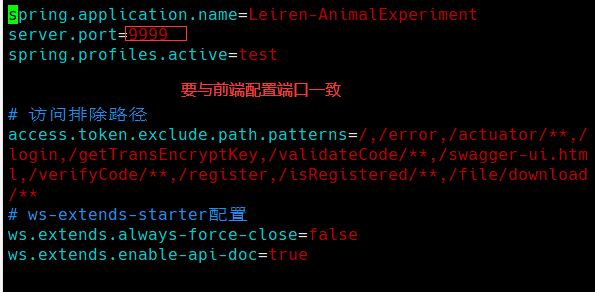 spring.application.name=Leiren-AnimalExperiment
server.port=9999
spring.profiles.active=test
要与前端配置端口一致
# 访问排除路径
access.token.exclude.path.patterns=/,/error,/actuator/**,/
login,/getTransEncryptKey,/validateCode/**,/swagger-ui.htm
l,/verifyCode/**,/register,/isRegistered/**,/file/download
/**
# ws-extends-starter配置
ws.extends.always-force-close=false
ws.extends.enable-api-doc=true